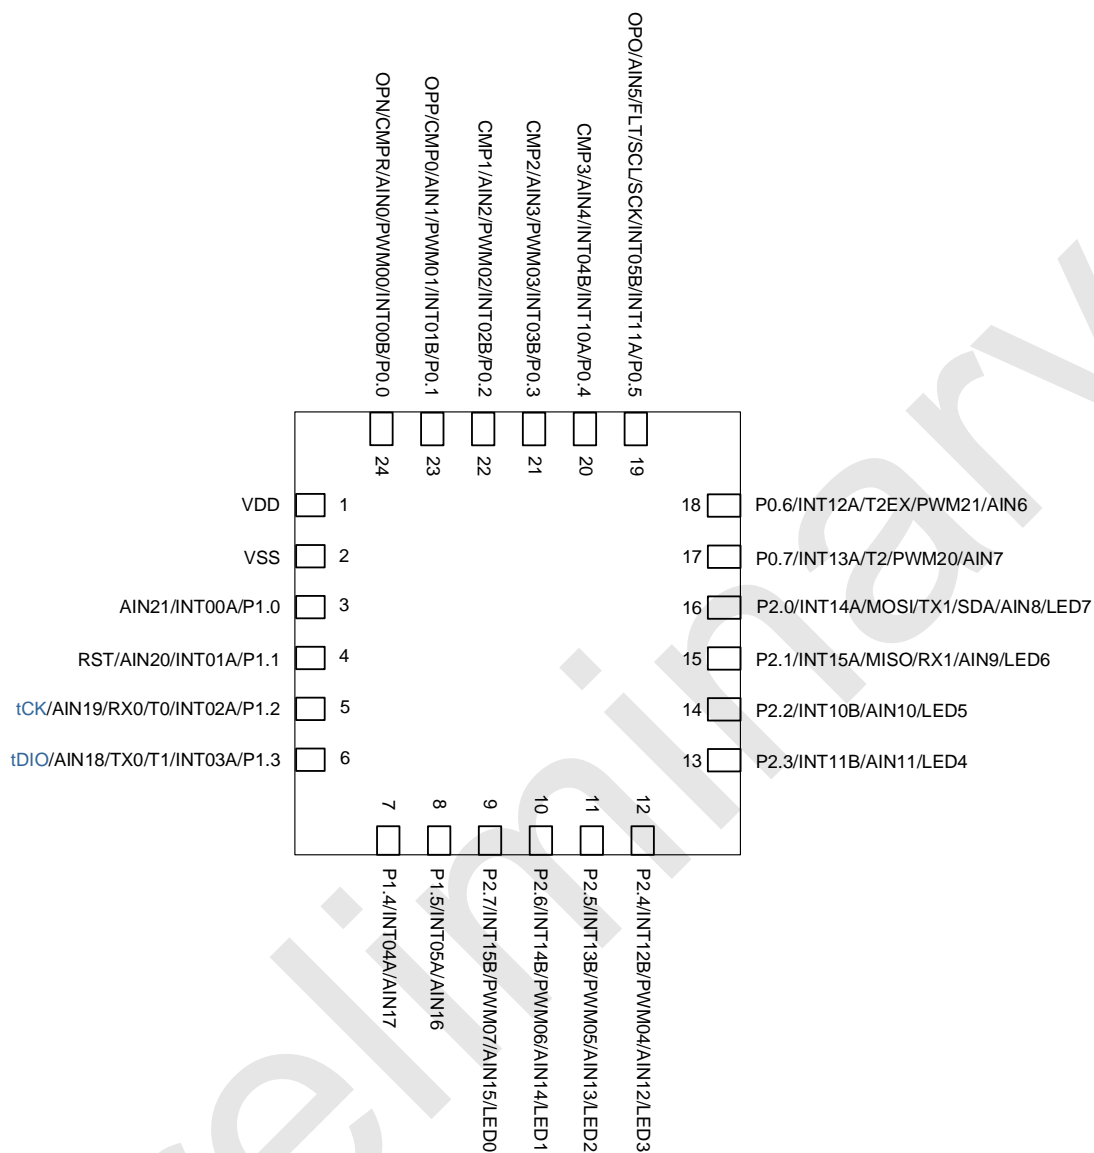 OPN/CMPR/AIN0/PWM00/INT00B/P0.0
OPP/CMP0/AIN1/PWM01/INT01B/P0.1
CMP1/AIN2/PWM02/INT02B/P0.2
CMP2/AIN3/PWM03/INT03B/P0.3
CMP3/AIN4/INT04B/INT10A/P0.4
OPO/AIN5/FLT/SCL/SCK/INT05B/INT11A/P0.5
24
23
22
21
20
19
VDD 1
VSS 2
AIN21/INT00A/P1.0 3
RST/AIN20/INT01A/P1.1 4
tCK/AIN19/RX0/T0/INT02A/P1.2 5
tDIO/AIN18/TX0/T1/INT03A/P1.3 6
18 P0.6/INT12A/T2EX/PWM21/AIN6
17 P0.7/INT13A/T2/PWM20/AIN7
16 P2.0/INT14A/MOSI/TX1/SDA/AIN8/LED7
15 P2.1/INT15A/MISO/RX1/AIN9/LED6
14 P2.2/INT10B/AIN10/LED5
13 P2.3/INT11B/AIN11/LED4
7
8
9
10
11
12
P1.4/INT04A/AIN17
P1.5/INT05A/AIN16
P2.7/INT15B/PWM07/AIN15/LED0
P2.6/INT14B/PWM06/AIN14/LED1
P2.5/INT13B/PWM05/AIN13/LED2
P2.4/INT12B/PWM04/AIN12/LED3
reliminary